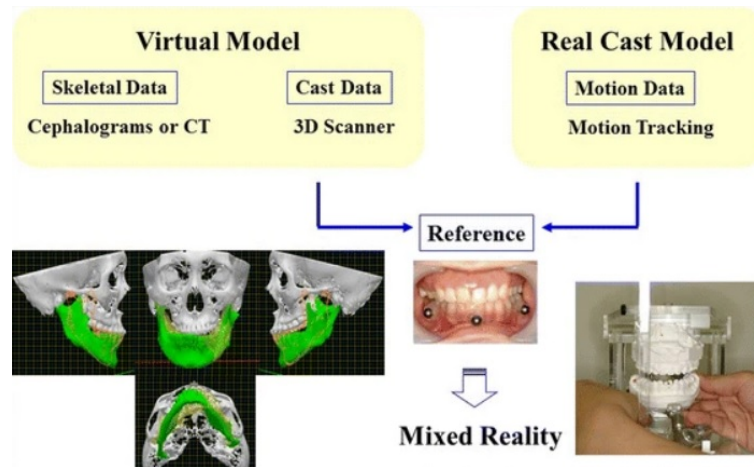 Virtual Model
Skeletal Data
Cast Data
Cephalograms or CT
3D Scanner
Real Cast Model
Motion Data
Motion Tracking
Reference
Mixed Reality